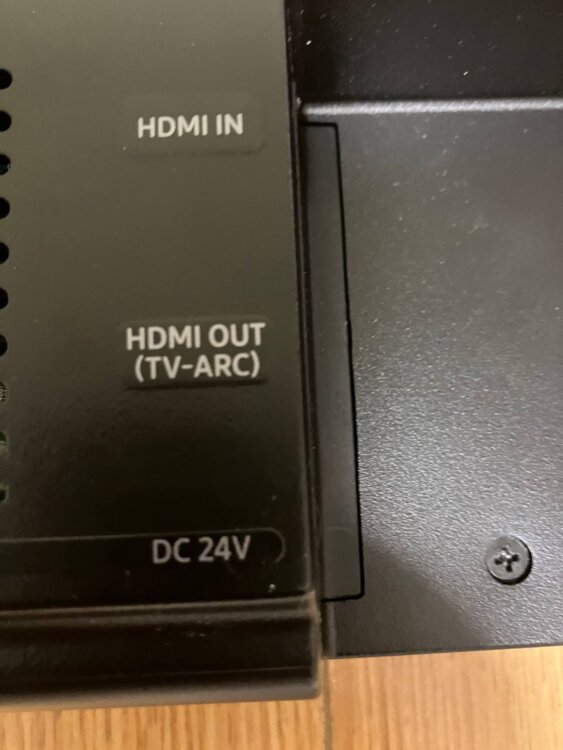 HDMI IN
HDMI OUT
(TV-ARC)
DC 24V